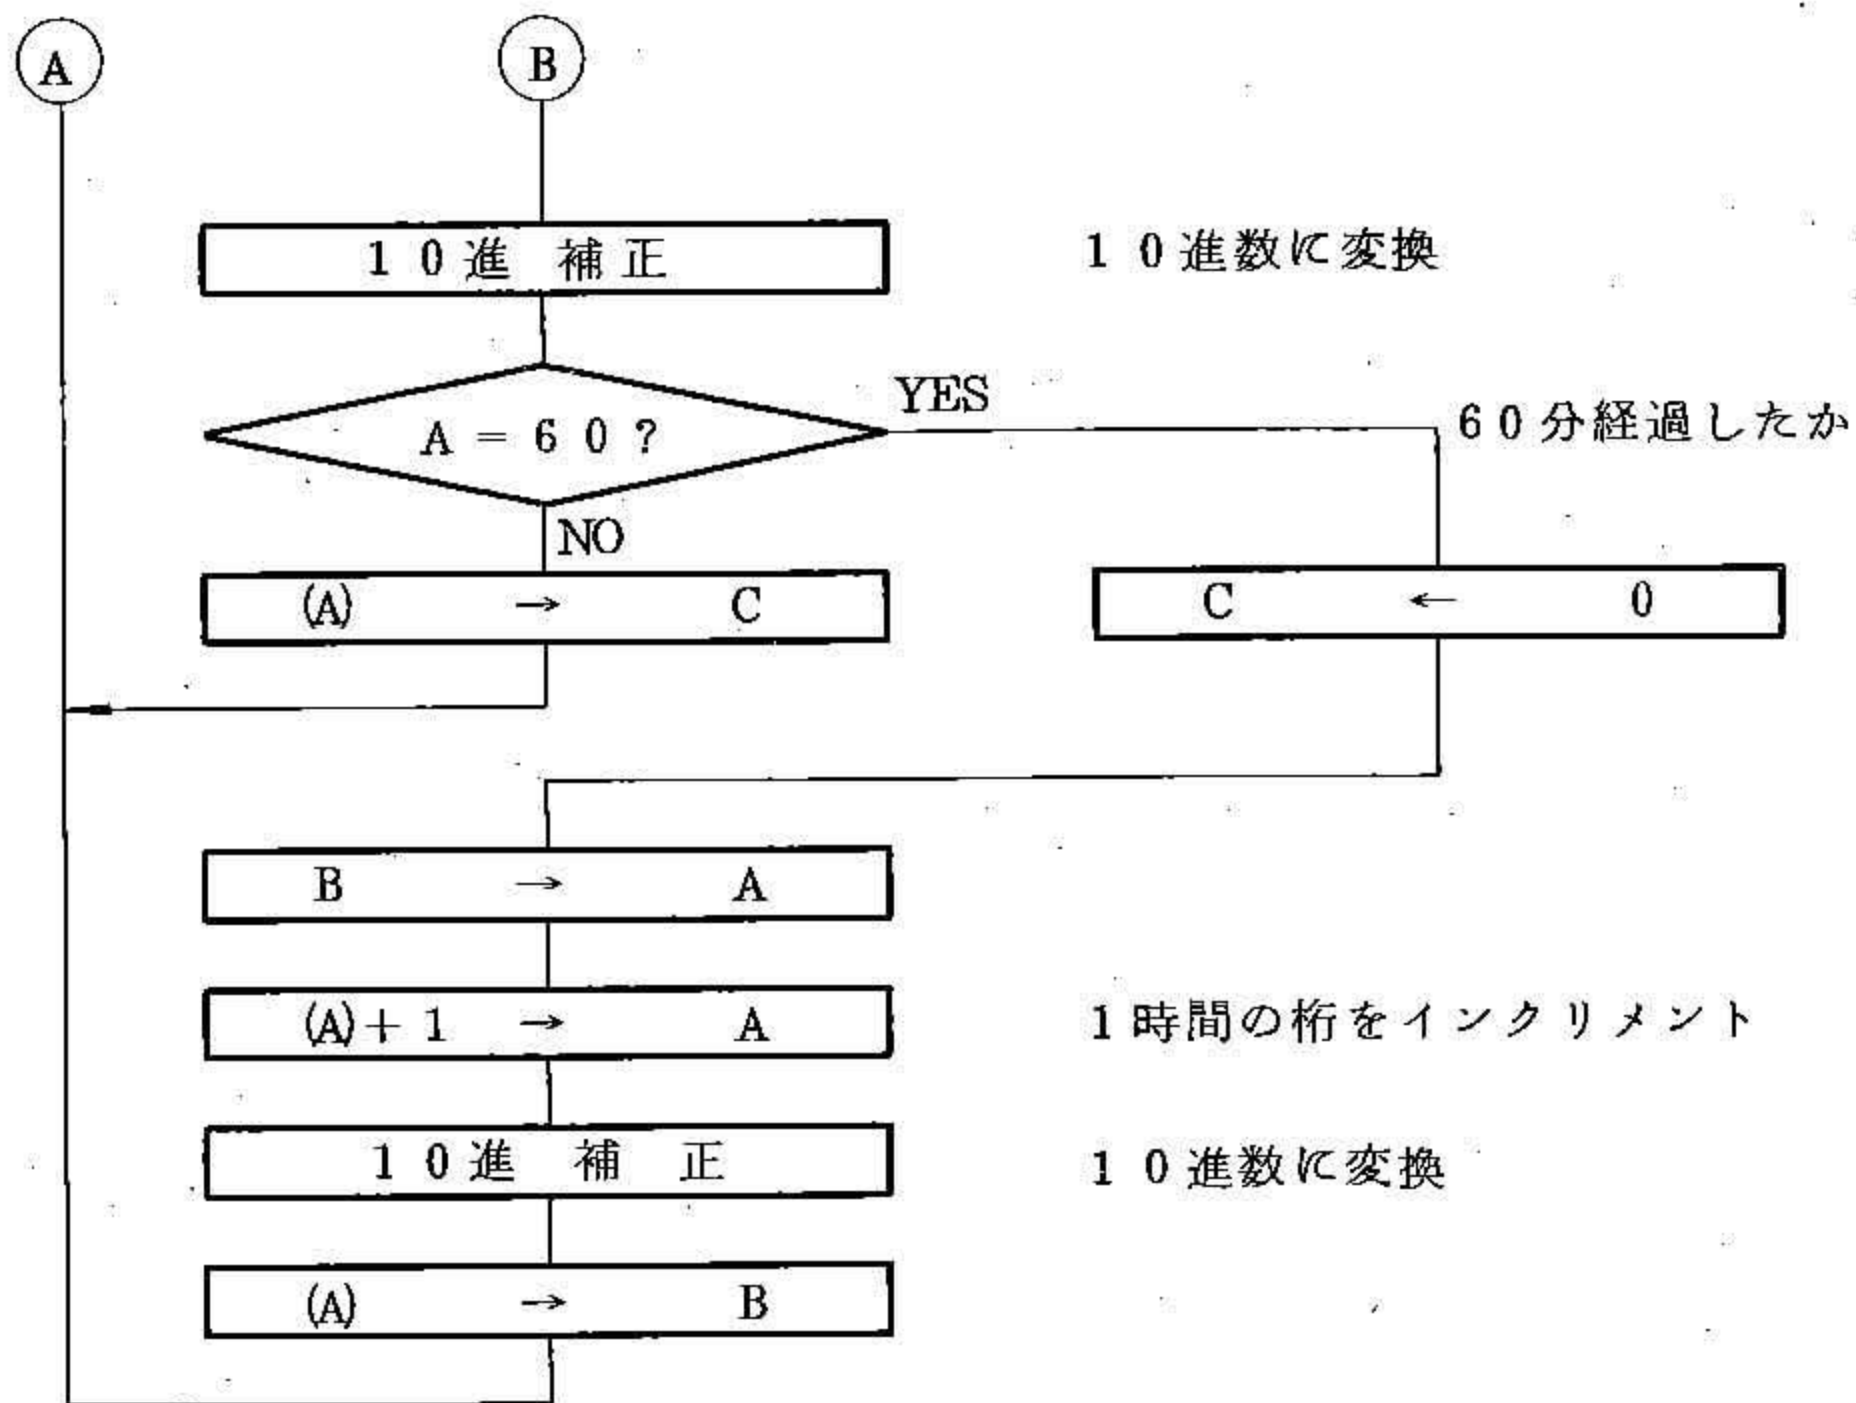 A B
10進 補正 10進数に変換
YES
A = 60? 60分経過したか
NO
(A) → C C ← 0
B → A
(A)+1 → A 1時間の桁をインクリメント
10進 補 正 10進数に変換
(A) → B